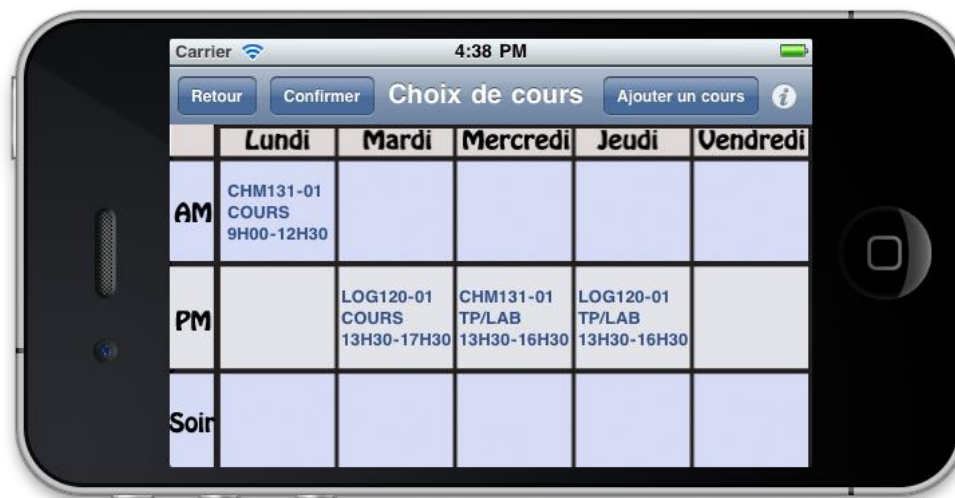 Carrier 4:38 PM
Retour Confirmer Choix de cours Ajouter un cours i
Lundi Mardi Mercredi Jeudi Vendredi
AM
CHM131-01
COURS
9H00-12H30
PM
LOG120-01
COURS
13H30-17H30
CHM131-01
TP/LAB
13H30-16H30
LOG120-01
TP/LAB
13H30-16H30
Soir